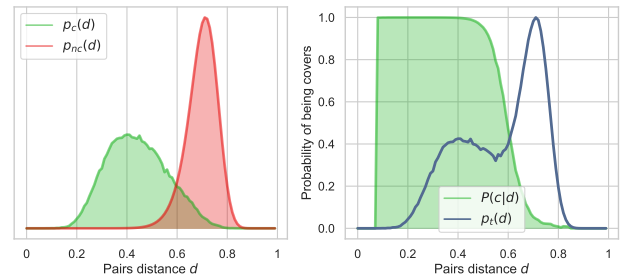 p_c(d)
p_nc(d)
0 0.2 0.4 0.6 0.8 1
Pairs distance d
Probability of being covers
1.0
0.8
0.6
0.4
0.2
0.0
P(c|d)
p_t(d)
0 0.2 0.4 0.6 0.8 1
Pairs distance d